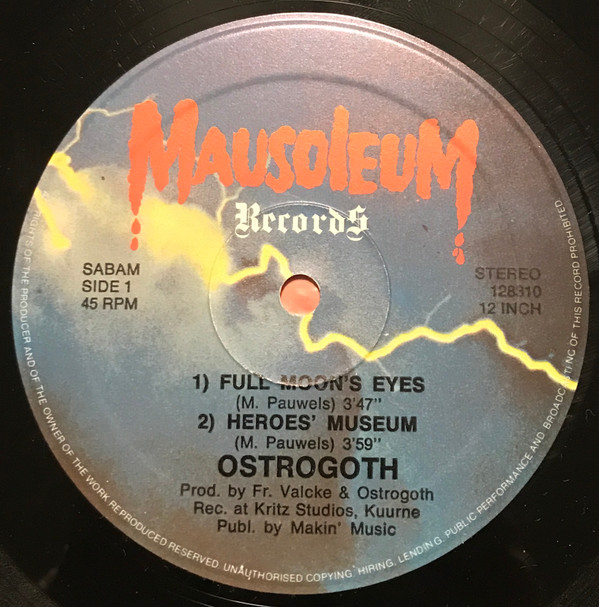 MAUSOLEUM
Records
SABAM
SIDE 1
45 RPM
STEREO
128310
12 INCH
1) FULL MOON'S EYES
(M. Pauwels) 3'47"
2) HEROES' MUSEUM
(M. Pauwels) 3'59"
OSTROGOTH
Prod. by Fr. Valcke & Ostrogoth
Rec. at Kritz Studios, Kuurne
Publ. by Makin' Music
RIGHTS OF THE PRODUCER AND OF THE OWNER OF THE WORK REPRODUCED RESERVED. UNAUTHORISED COPYING, HIRING, LENDING, PUBLIC PERFORMANCE AND BROADCASTING OF THIS RECORD PROHIBITED.